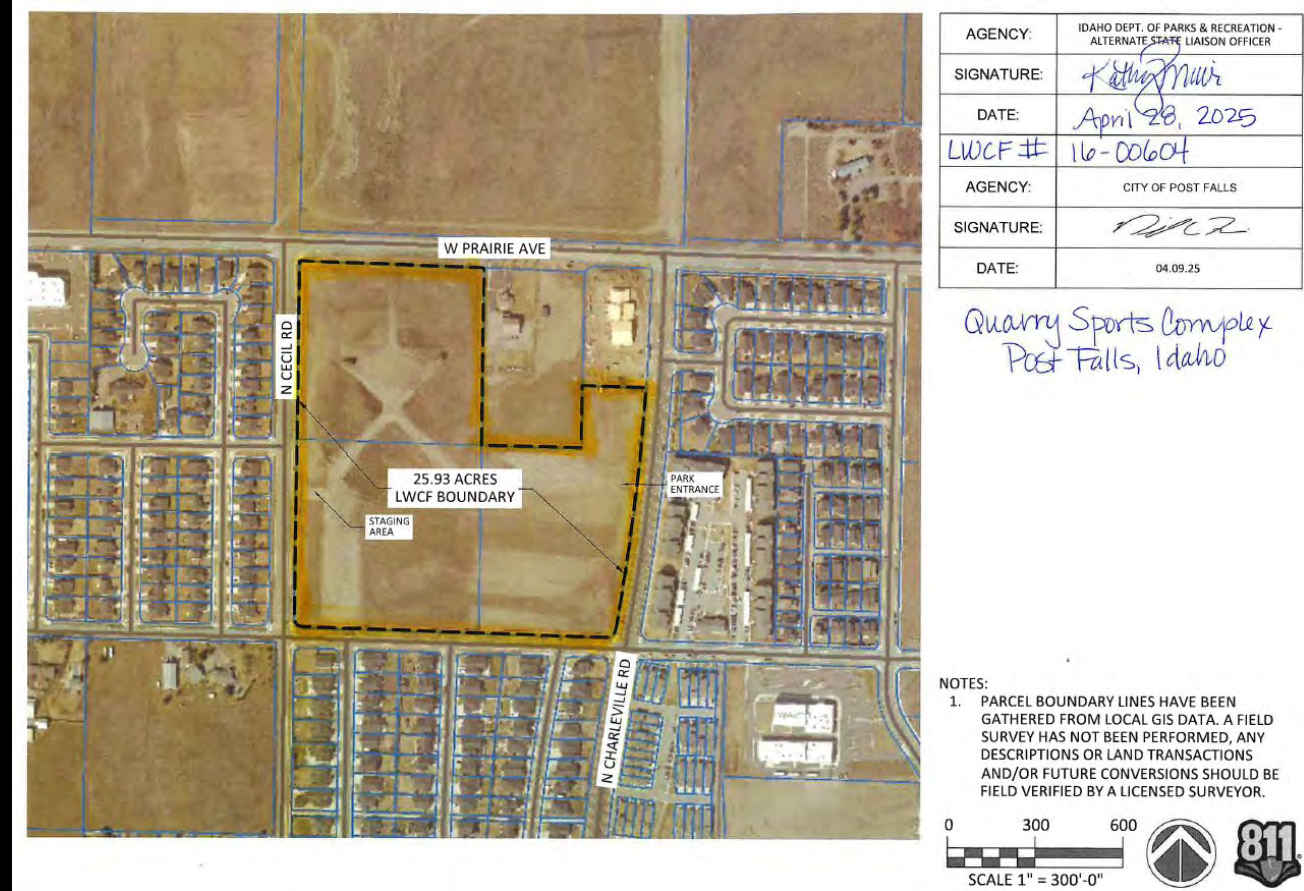 AGENCY:
IDAHO DEPT. OF PARKS & RECREATION -
ALTERNATE STATE LIAISON OFFICER
SIGNATURE:
Kathy Muir
DATE:
April 28, 2025
LWCF #
16-00604
AGENCY:
CITY OF POST FALLS
SIGNATURE:
DATE:
04.09.25
Quarry Sports Complex
Post Falls, Idaho
W PRAIRIE AVE
N CECIL RD
25.93 ACRES
LWCF BOUNDARY
PARK
ENTRANCE
STAGING
AREA
N CHARLEVILLE RD
NOTES:
1. PARCEL BOUNDARY LINES HAVE BEEN
GATHERED FROM LOCAL GIS DATA. A FIELD
SURVEY HAS NOT BEEN PERFORMED, ANY
DESCRIPTIONS OR LAND TRANSACTIONS
AND/OR FUTURE CONVERSIONS SHOULD BE
FIELD VERIFIED BY A LICENSED SURVEYOR.
0 300 600
SCALE 1" = 300'-0"
811